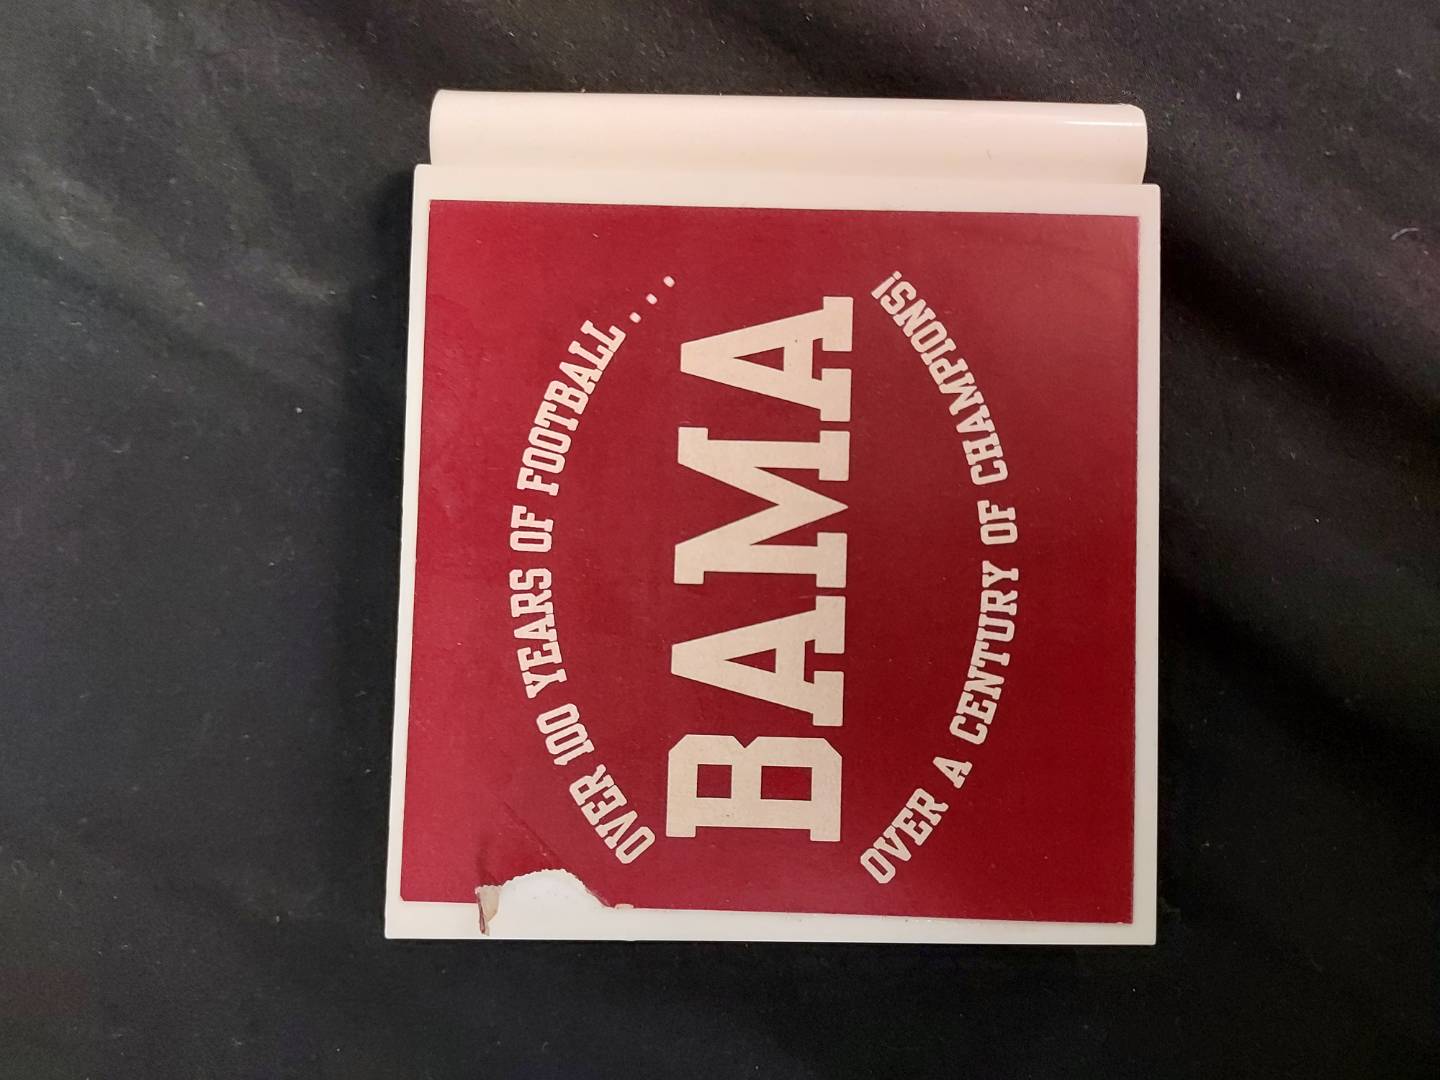 OVER 100 YEARS OF FOOTBALL . . .
BAMA
OVER A CENTURY OF CHAMPIONS!